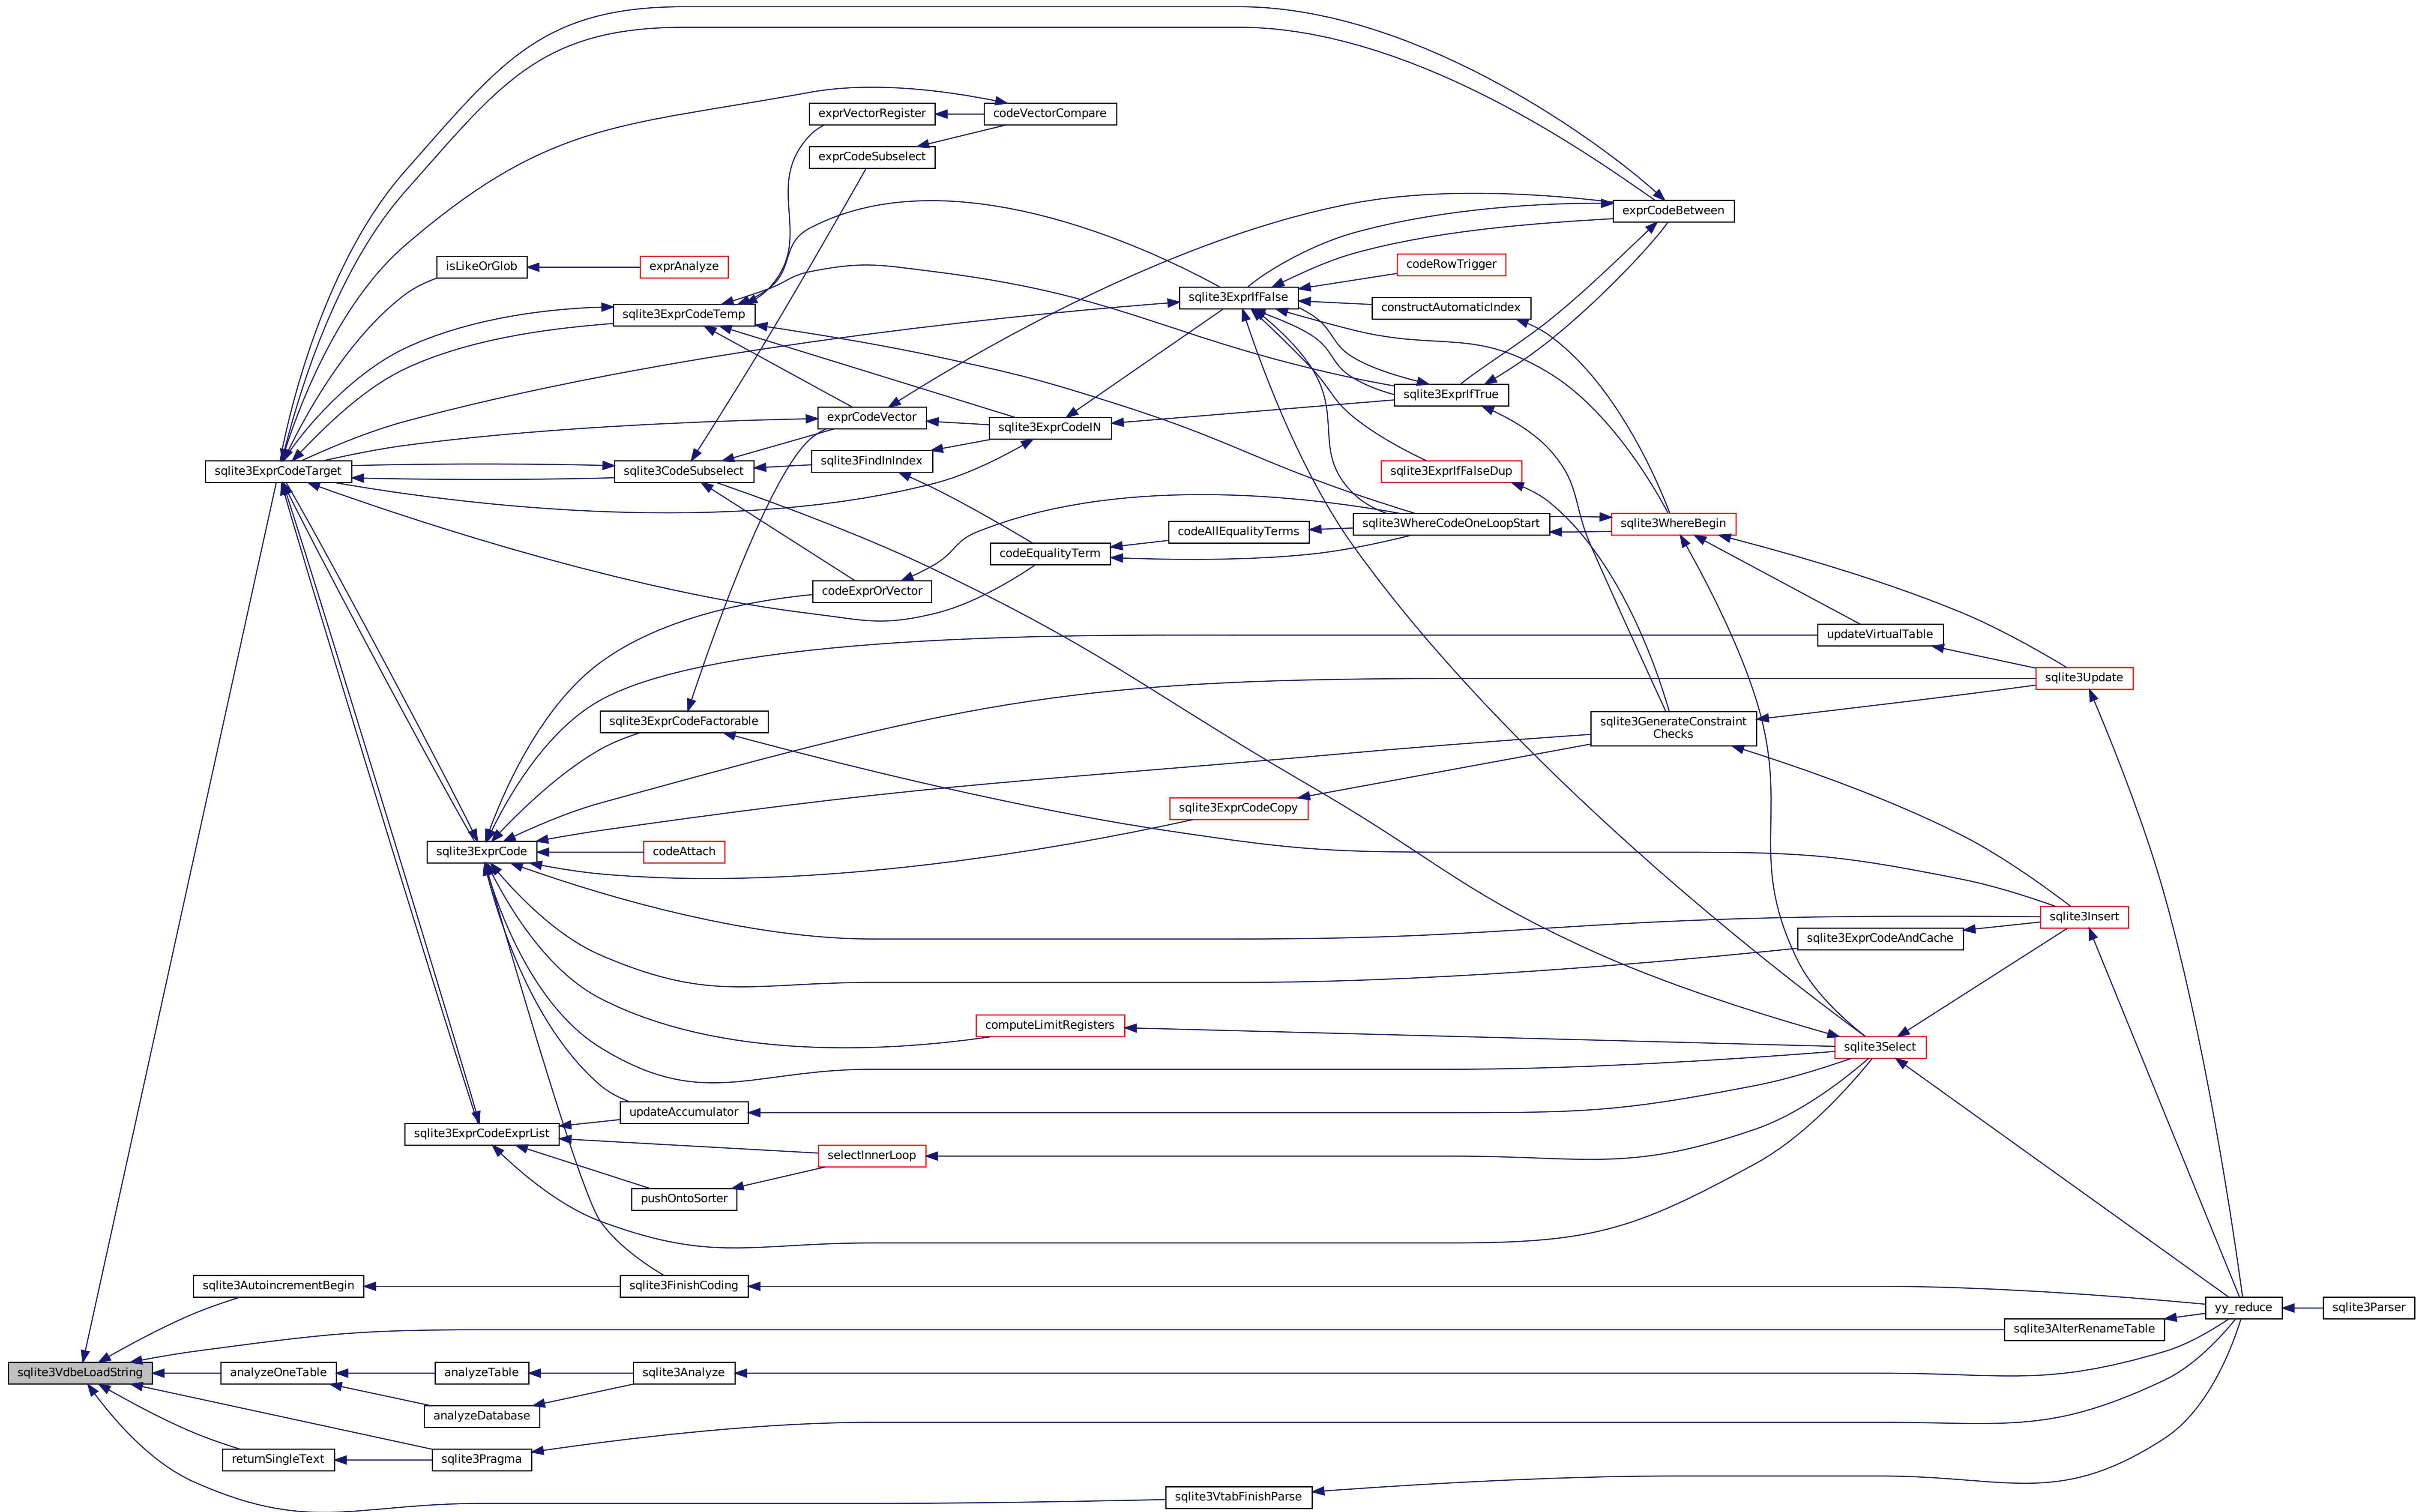 exprVectorRegister
codeVectorCompare
exprCodeSubselect
exprCodeBetween
isLikeOrGlob
exprAnalyze
codeRowTrigger
sqlite3ExprIfFalse
constructAutomaticIndex
sqlite3ExprCodeTemp
sqlite3ExprIfTrue
exprCodeVector
sqlite3ExprCodeIN
sqlite3ExprCodeTarget
sqlite3CodeSubselect
sqlite3FindInIndex
sqlite3ExprIfFalseDup
sqlite3WhereCodeOneLoopStart
sqlite3WhereBegin
codeAllEqualityTerms
codeEqualityTerm
codeExprOrVector
updateVirtualTable
sqlite3Update
sqlite3ExprCodeFactorable
sqlite3GenerateConstraint
Checks
sqlite3ExprCodeCopy
sqlite3ExprCode
codeAttach
sqlite3Insert
sqlite3ExprCodeAndCache
computeLimitRegisters
sqlite3Select
updateAccumulator
sqlite3ExprCodeExprList
selectInnerLoop
pushOntoSorter
sqlite3AutoincrementBegin
sqlite3FinishCoding
yy_reduce
sqlite3Parser
sqlite3AlterRenameTable
sqlite3VdbeLoadString
analyzeOneTable
analyzeTable
sqlite3Analyze
analyzeDatabase
returnSingleText
sqlite3Pragma
sqlite3VtabFinishParse